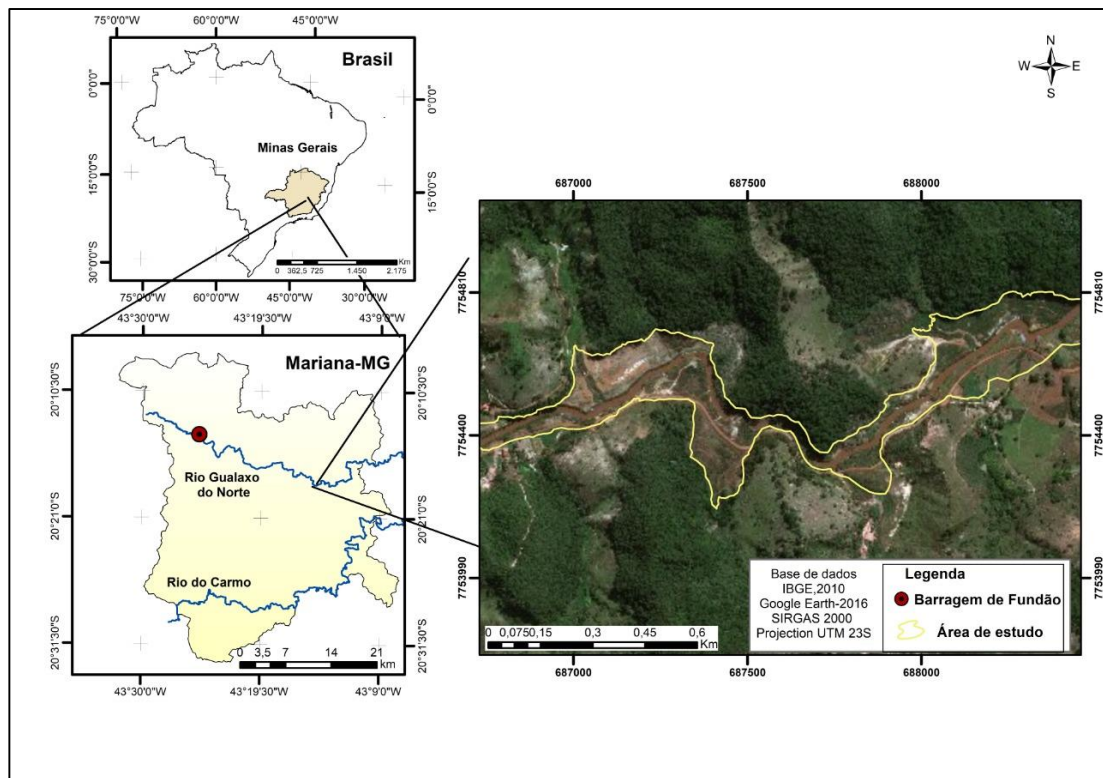 75°0'0"W 60°0'0"W 45°0'0"W
Brasil
0°0'0"
0°0'0"
Minas Gerais
15°0'0"S
15°0'0"S
30°0'0"S
0 362,5 725 1.450 2.175
Km
75°0'0"W 60°0'0"W 45°0'0"W 30°0'0"W
43°30'0"W 43°19'30"W 43°9'0"W
Mariana-MG
20°10'30"S
20°10'30"S
Rio Gualaxo
do Norte
20°21'0"S
20°21'0"S
Rio do Carmo
20°31'30"S
20°31'30"S
0 3,5 7 14 21
km
43°30'0"W 43°19'30"W 43°9'0"W
N
W E
S
687000 687500 688000
7754810
7754810
7754400
7754400
7753990
7753990
0 0,0750,15 0,3 0,45 0,6
Km
Base de dados
IBGE,2010
Google Earth-2016
SIRGAS 2000
Projection UTM 23S
Legenda
Barragem de Fundão
Área de estudo
687000 687500 688000